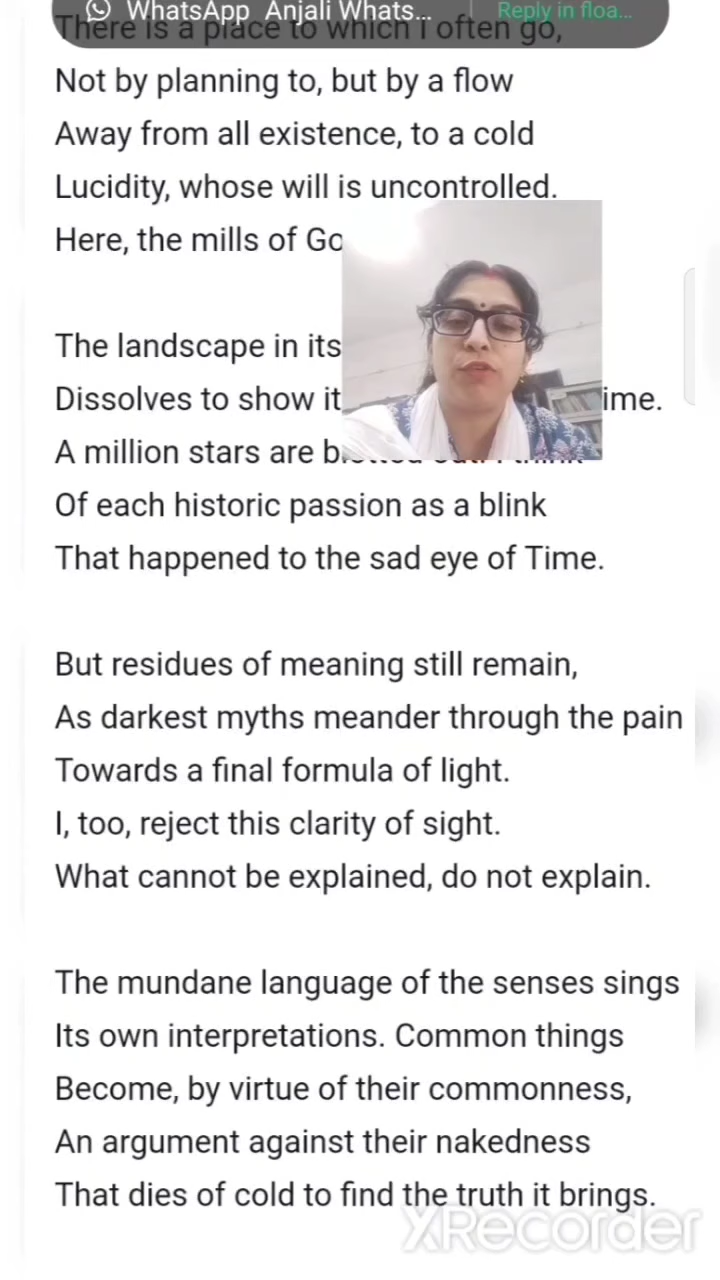 WhatsApp Anjali Whats... Reply in floa...
There is a place to which I often go,
Not by planning to, but by a flow
Away from all existence, to a cold
Lucidity, whose will is uncontrolled.
Here, the mills of Go
The landscape in its
Dissolves to show it ime.
A million stars are blotted out. I think
Of each historic passion as a blink
That happened to the sad eye of Time.
But residues of meaning still remain,
As darkest myths meander through the pain
Towards a final formula of light.
I, too, reject this clarity of sight.
What cannot be explained, do not explain.
The mundane language of the senses sings
Its own interpretations. Common things
Become, by virtue of their commonness,
An argument against their nakedness
That dies of cold to find the truth it brings.
XRecorder